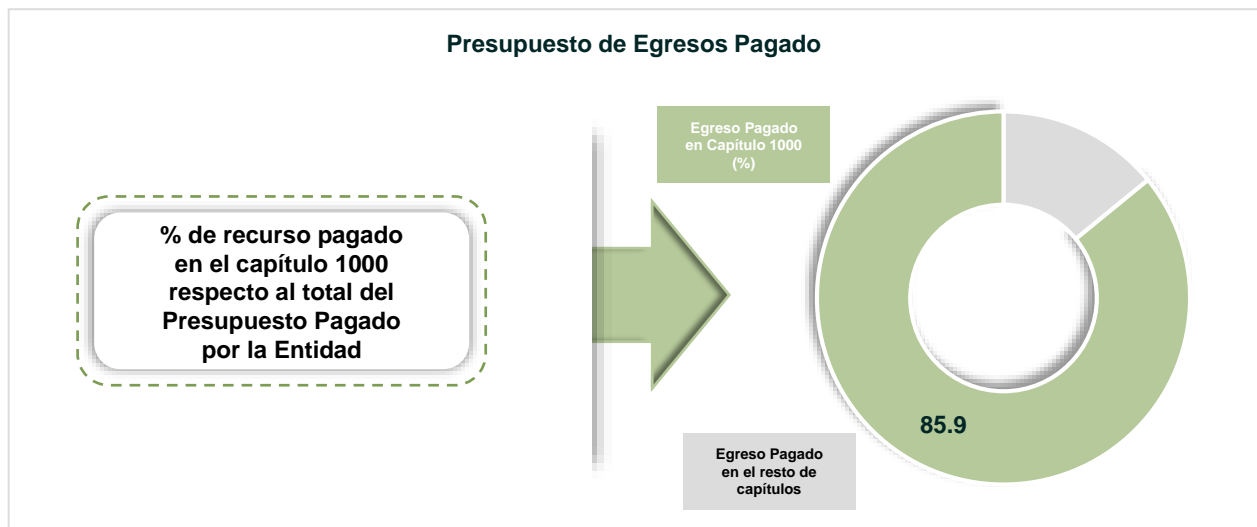 Presupuesto de Egresos Pagado
% de recurso pagado
en el capítulo 1000
respecto al total del
Presupuesto Pagado
por la Entidad
Egreso Pagado
en Capítulo 1000
(%)
85.9
Egreso Pagado
en el resto de
capítulos